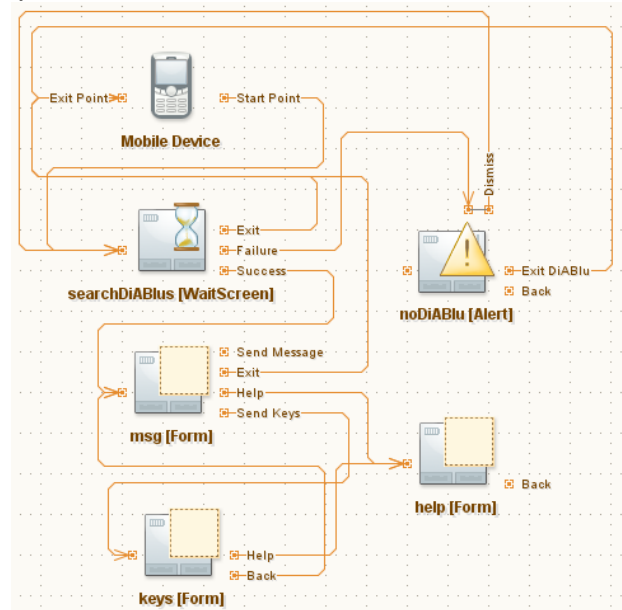 Exit Point
Start Point
Mobile Device
Dismiss
Exit
Failure
Success
searchDiABlus [WaitScreen]
Exit DiABlu
Back
noDiABlu [Alert]
Send Message
Exit
Help
Send Keys
msg [Form]
Back
help [Form]
Help
Back
keys [Form]